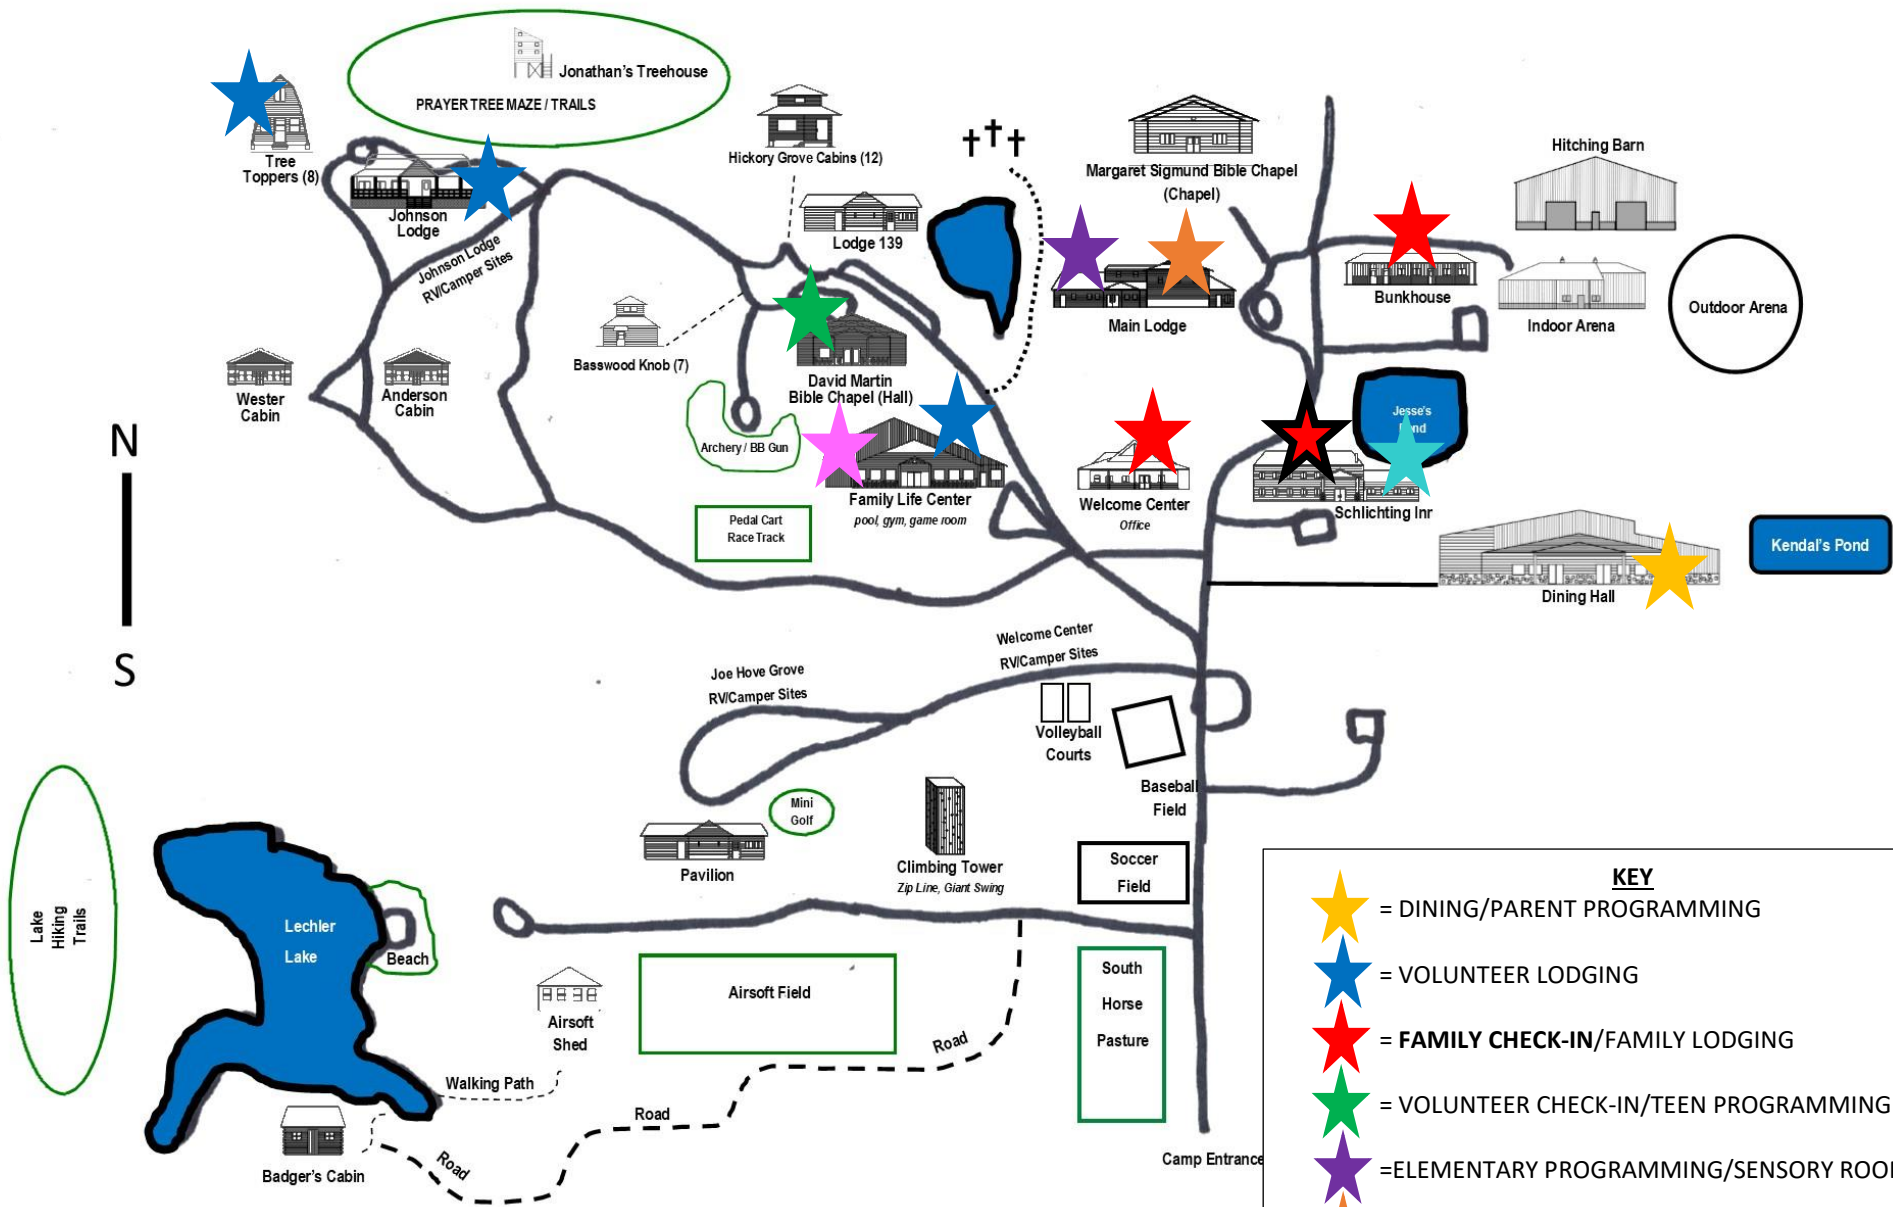 Jonathan's Treehouse
PRAYER TREE MAZE / TRAILS
Tree
Toppers (8)
Johnson
Lodge
Johnson Lodge
RV/Camper Sites
Hickory Grove Cabins (12)
Lodge 139
Margaret Sigmund Bible Chapel
(Chapel)
Hitching Barn
Main Lodge
Bunkhouse
Indoor Arena
Outdoor Arena
Basswood Knob (7)
David Martin
Bible Chapel (Hall)
Wester
Cabin
Anderson
Cabin
N
S
Archery / BB Gun
Family Life Center
pool, gym, game room
Welcome Center
Office
Jesse's
Schlichting Inr
Pedal Cart
Race Track
Dining Hall
Kendal's Pond
Welcome Center
RV/Camper Sites
Joe Hove Grove
RV/Camper Sites
Volleyball
Courts
Baseball
Field
Mini
Golf
Pavilion
Climbing Tower
Zip Line, Giant Swing
Soccer
Field
Lake
Hiking
Trails
Lechler
Lake
Beach
Airsoft
Shed
Airsoft Field
South
Horse
Pasture
Road
Walking Path
Road
Road
Badger's Cabin
Camp Entrance
KEY
= DINING/PARENT PROGRAMMING
= VOLUNTEER LODGING
= FAMILY CHECK-IN/FAMILY LODGING
= VOLUNTEER CHECK-IN/TEEN PROGRAMMING
=ELEMENTARY PROGRAMMING/SENSORY ROO